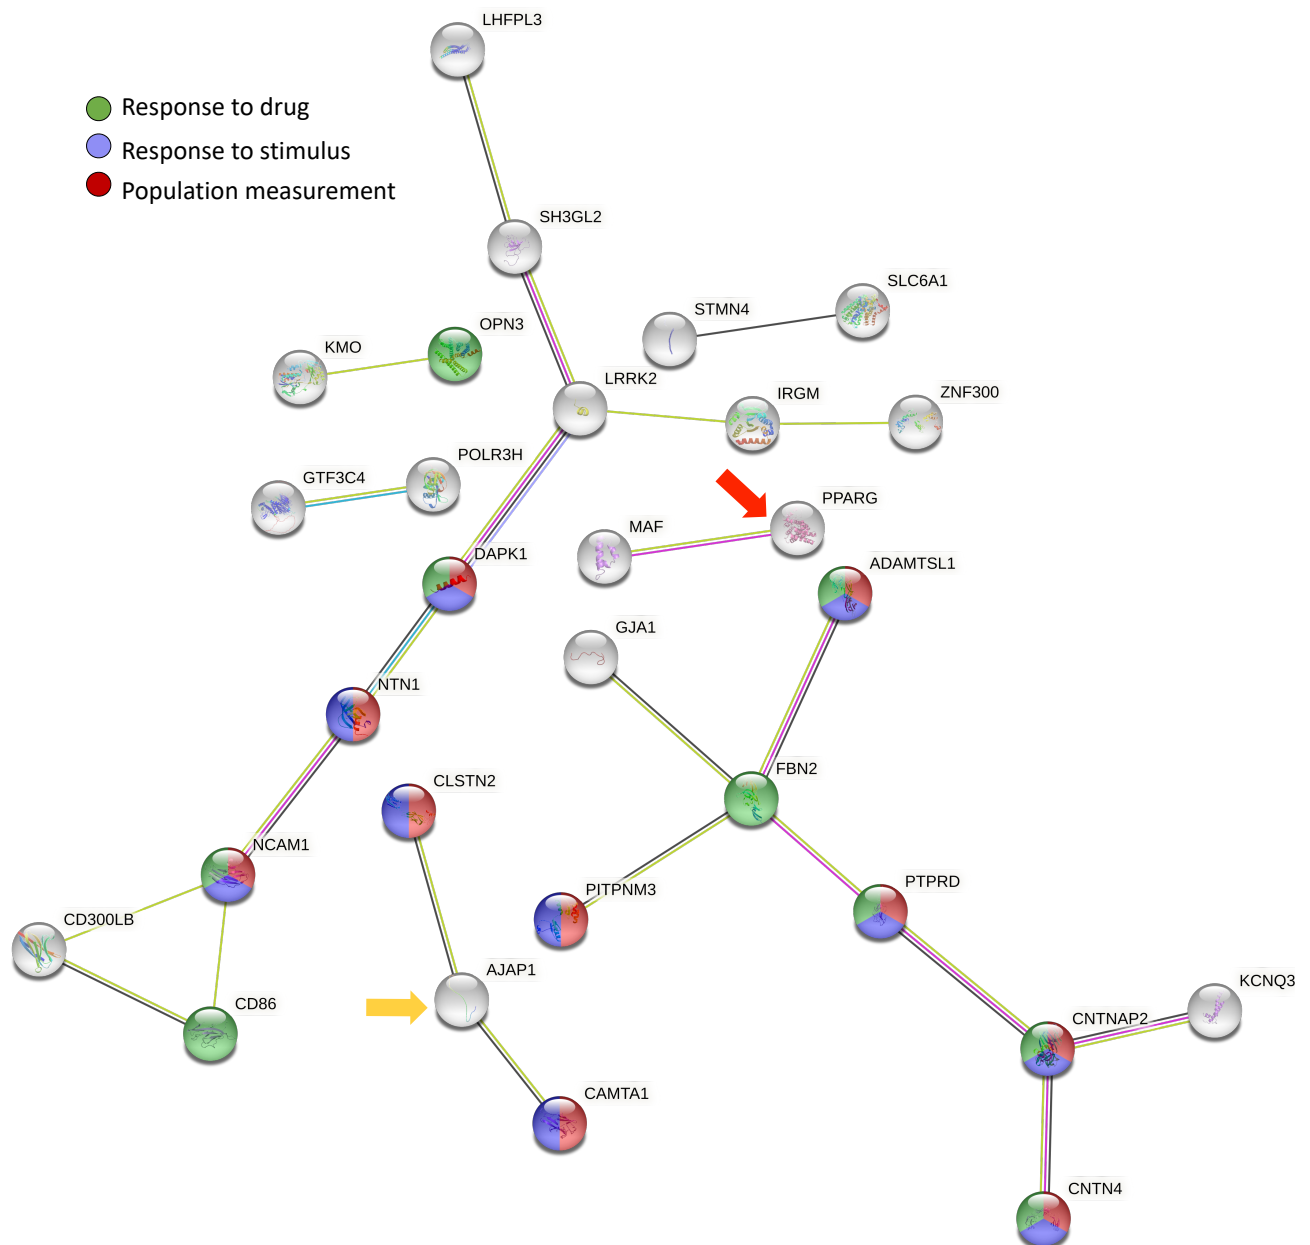 LHFPL3
Response to drug
Response to stimulus
Population measurement
SH3GL2
SLC6A1
STMN4
OPN3
KMO
LRRK2
IRGM
ZNF300
POLR3H
GTF3C4
PPARG
MAF
DAPK1
ADAMTSL1
GJA1
NTN1
FBN2
CLSTN2
NCAM1
PITPNM3
PTPRD
CD300LB
AJAP1
KCNQ3
CD86
CNTNAP2
CAMTA1
CNTN4